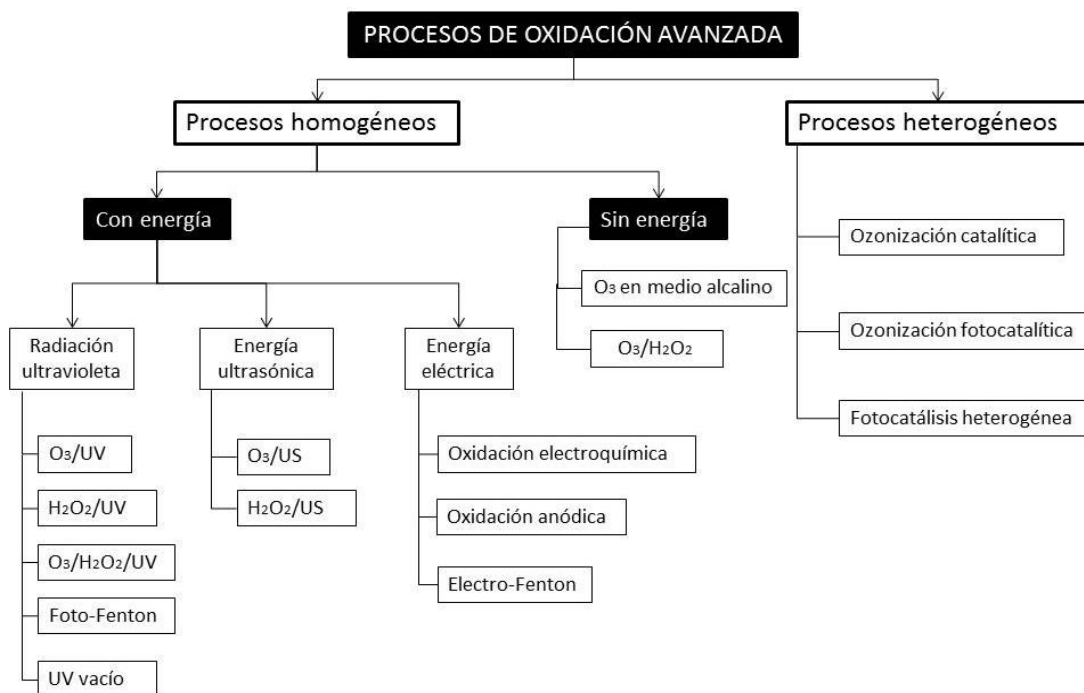 PROCESOS DE OXIDACIÓN AVANZADA
Procesos homogéneos
Procesos heterogéneos
Con energía
Sin energía
Ozonización catalítica
O₃ en medio alcalino
O₃/H₂O₂
Ozonización fotocatalítica
Fotocatálisis heterogénea
Radiación
ultravioleta
Energía
ultrasónica
Energía
eléctrica
O₃/UV
H₂O₂/UV
O₃/H₂O₂/UV
Foto-Fenton
UV vacío
O₃/US
H₂O₂/US
Oxidación electroquímica
Oxidación anódica
Electro-Fenton